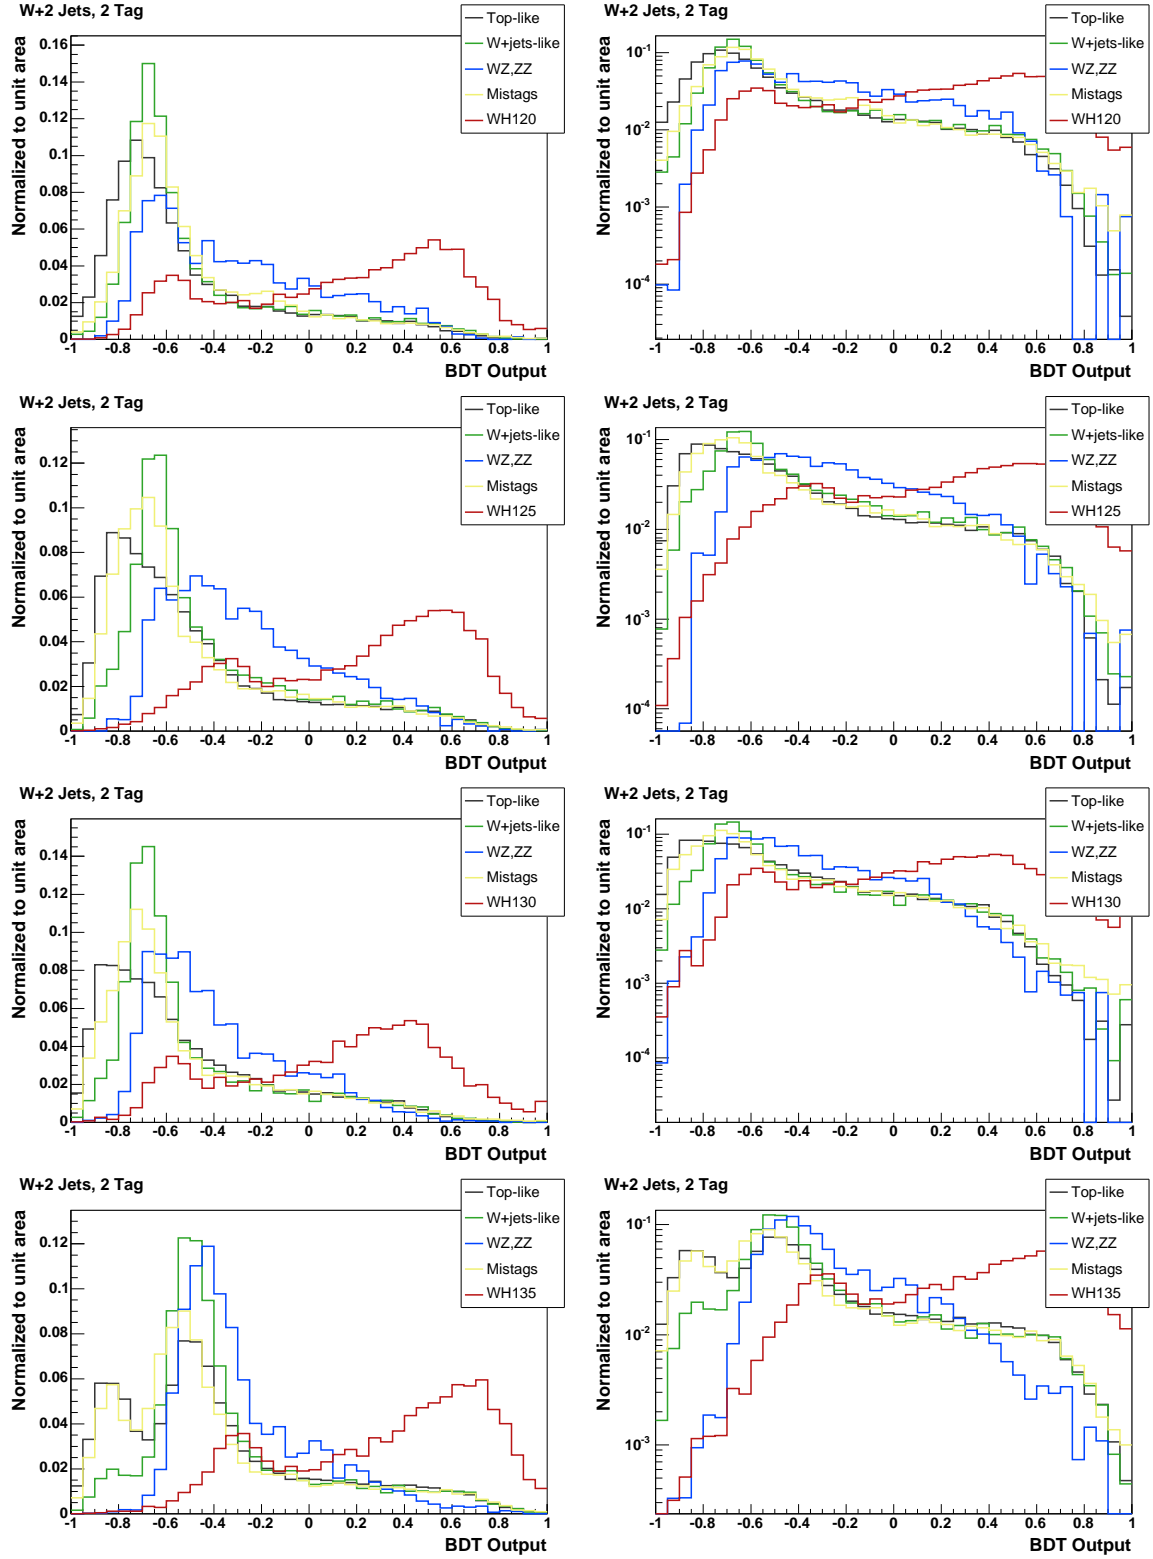 W+2 Jets, 2 Tag
Normalized to unit area
0.16
0.14
0.12
0.1
0.08
0.06
0.04
0.02
0
-1 -0.8 -0.6 -0.4 -0.2 0 0.2 0.4 0.6 0.8 1
BDT Output
Top-like
W+jets-like
WZ,ZZ
Mistags
WH120
W+2 Jets, 2 Tag
Normalized to unit area
10-1
10-2
10-3
10-4
-1 -0.8 -0.6 -0.4 -0.2 0 0.2 0.4 0.6 0.8 1
BDT Output
Top-like
W+jets-like
WZ,ZZ
Mistags
WH120
W+2 Jets, 2 Tag
Normalized to unit area
0.12
0.1
0.08
0.06
0.04
0.02
0
-1 -0.8 -0.6 -0.4 -0.2 0 0.2 0.4 0.6 0.8 1
BDT Output
Top-like
W+jets-like
WZ,ZZ
Mistags
WH125
W+2 Jets, 2 Tag
Normalized to unit area
10-1
10-2
10-3
10-4
-1 -0.8 -0.6 -0.4 -0.2 0 0.2 0.4 0.6 0.8 1
BDT Output
Top-like
W+jets-like
WZ,ZZ
Mistags
WH125
W+2 Jets, 2 Tag
Normalized to unit area
0.14
0.12
0.1
0.08
0.06
0.04
0.02
0
-1 -0.8 -0.6 -0.4 -0.2 0 0.2 0.4 0.6 0.8 1
BDT Output
Top-like
W+jets-like
WZ,ZZ
Mistags
WH130
W+2 Jets, 2 Tag
Normalized to unit area
10-1
10-2
10-3
10-4
-1 -0.8 -0.6 -0.4 -0.2 0 0.2 0.4 0.6 0.8 1
BDT Output
Top-like
W+jets-like
WZ,ZZ
Mistags
WH130
W+2 Jets, 2 Tag
Normalized to unit area
0.12
0.1
0.08
0.06
0.04
0.02
0
-1 -0.8 -0.6 -0.4 -0.2 0 0.2 0.4 0.6 0.8 1
BDT Output
Top-like
W+jets-like
WZ,ZZ
Mistags
WH135
W+2 Jets, 2 Tag
Normalized to unit area
10-1
10-2
10-3
-1 -0.8 -0.6 -0.4 -0.2 0 0.2 0.4 0.6 0.8 1
BDT Output
Top-like
W+jets-like
WZ,ZZ
Mistags
WH135